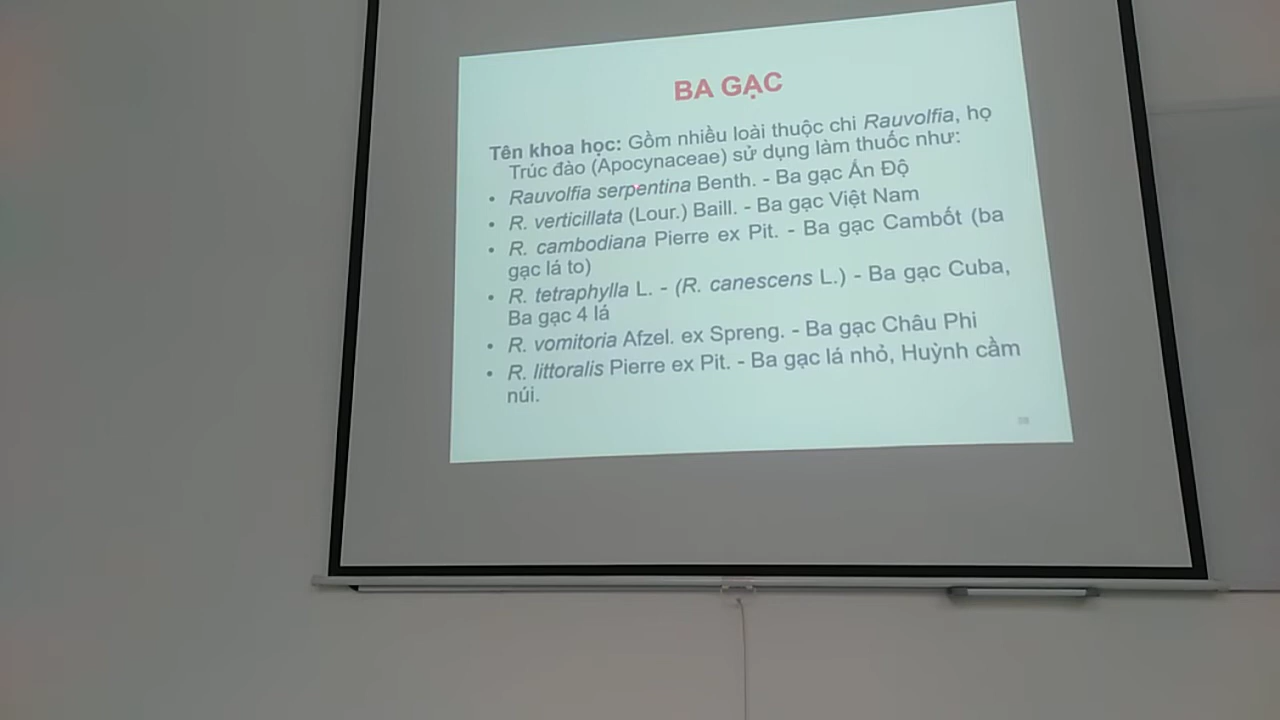 BA GẠC
Tên khoa học: Gồm nhiều loài thuộc chi Rauvolfia, họ
Trúc đào (Apocynaceae) sử dụng làm thuốc như:
• Rauvolfia serpentina Benth. - Ba gạc Ấn Độ
• R. verticillata (Lour.) Baill. - Ba gạc Việt Nam
• R. cambodiana Pierre ex Pit. - Ba gạc Cambốt (ba
gạc lá to)
• R. tetraphylla L. - (R. canescens L.) - Ba gạc Cuba,
Ba gạc 4 lá
• R. vomitoria Afzel. ex Spreng. - Ba gạc Châu Phi
• R. littoralis Pierre ex Pit. - Ba gạc lá nhỏ, Huỳnh cầm
núi.